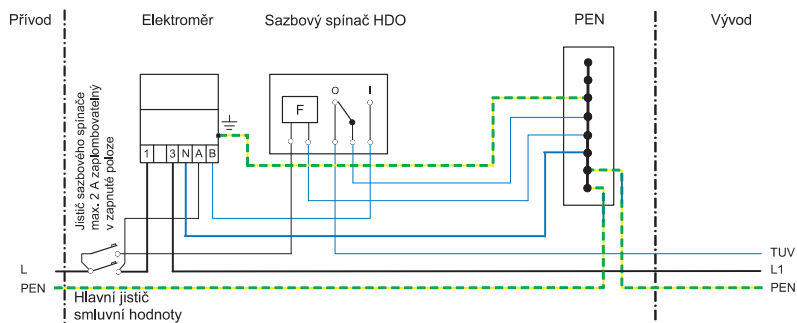 Přívod
Elektroměr
Sazbový spínač HDO
PEN
Vývod
Jistič sazbového spínače
max. 2 A zaplombovatelný
v zapnuté poloze
F
O
I
1
3
N
A
B
L
PEN
Hlavní jistič
smluvní hodnoty
TUV
L1
PEN